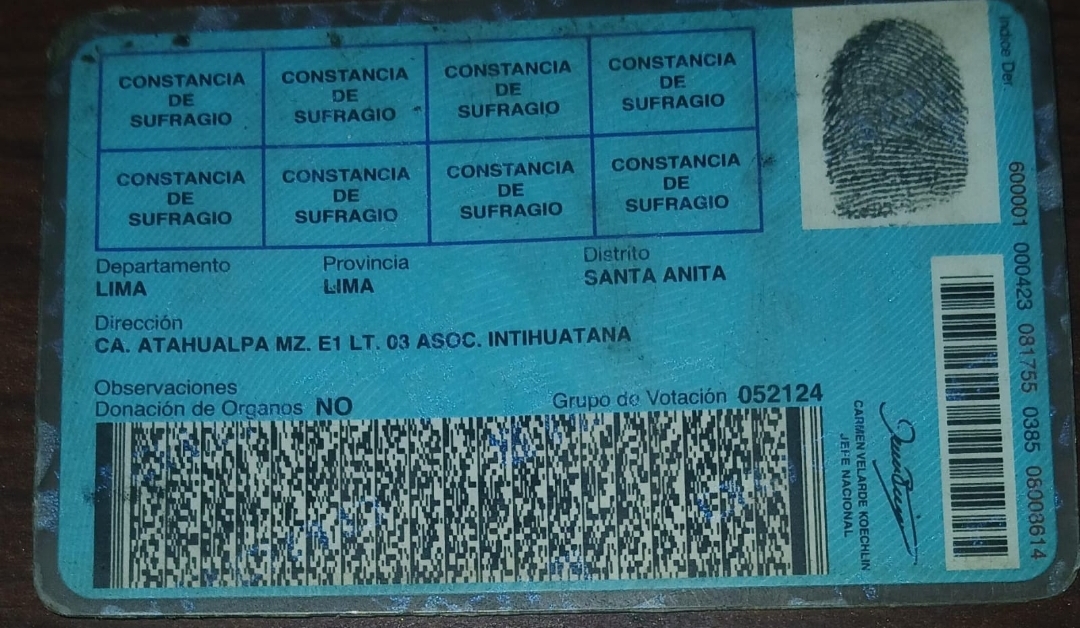 CONSTANCIA DE SUFRAGIO
CONSTANCIA DE SUFRAGIO
CONSTANCIA DE SUFRAGIO
CONSTANCIA DE SUFRAGIO
CONSTANCIA DE SUFRAGIO
CONSTANCIA DE SUFRAGIO
CONSTANCIA DE SUFRAGIO
CONSTANCIA DE SUFRAGIO
Indice Der.
Departamento Provincia Distrito
LIMA LIMA SANTA ANITA
Dirección
CA. ATAHUALPA MZ. E1 LT. 03 ASOC. INTIHUATANA
Observaciones
Donación de Organos NO Grupo de Votación 052124
CARMEN VELARDE KOECHLIN
JEFE NACIONAL
600001 000423 081755 0385 08008614